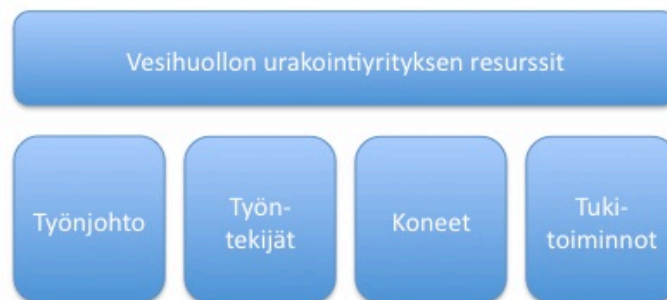 Vesihuollon urakointiyrityksen resurssit
Työnjohto
Työn-
tekijät
Koneet
Tuki-
toiminnot